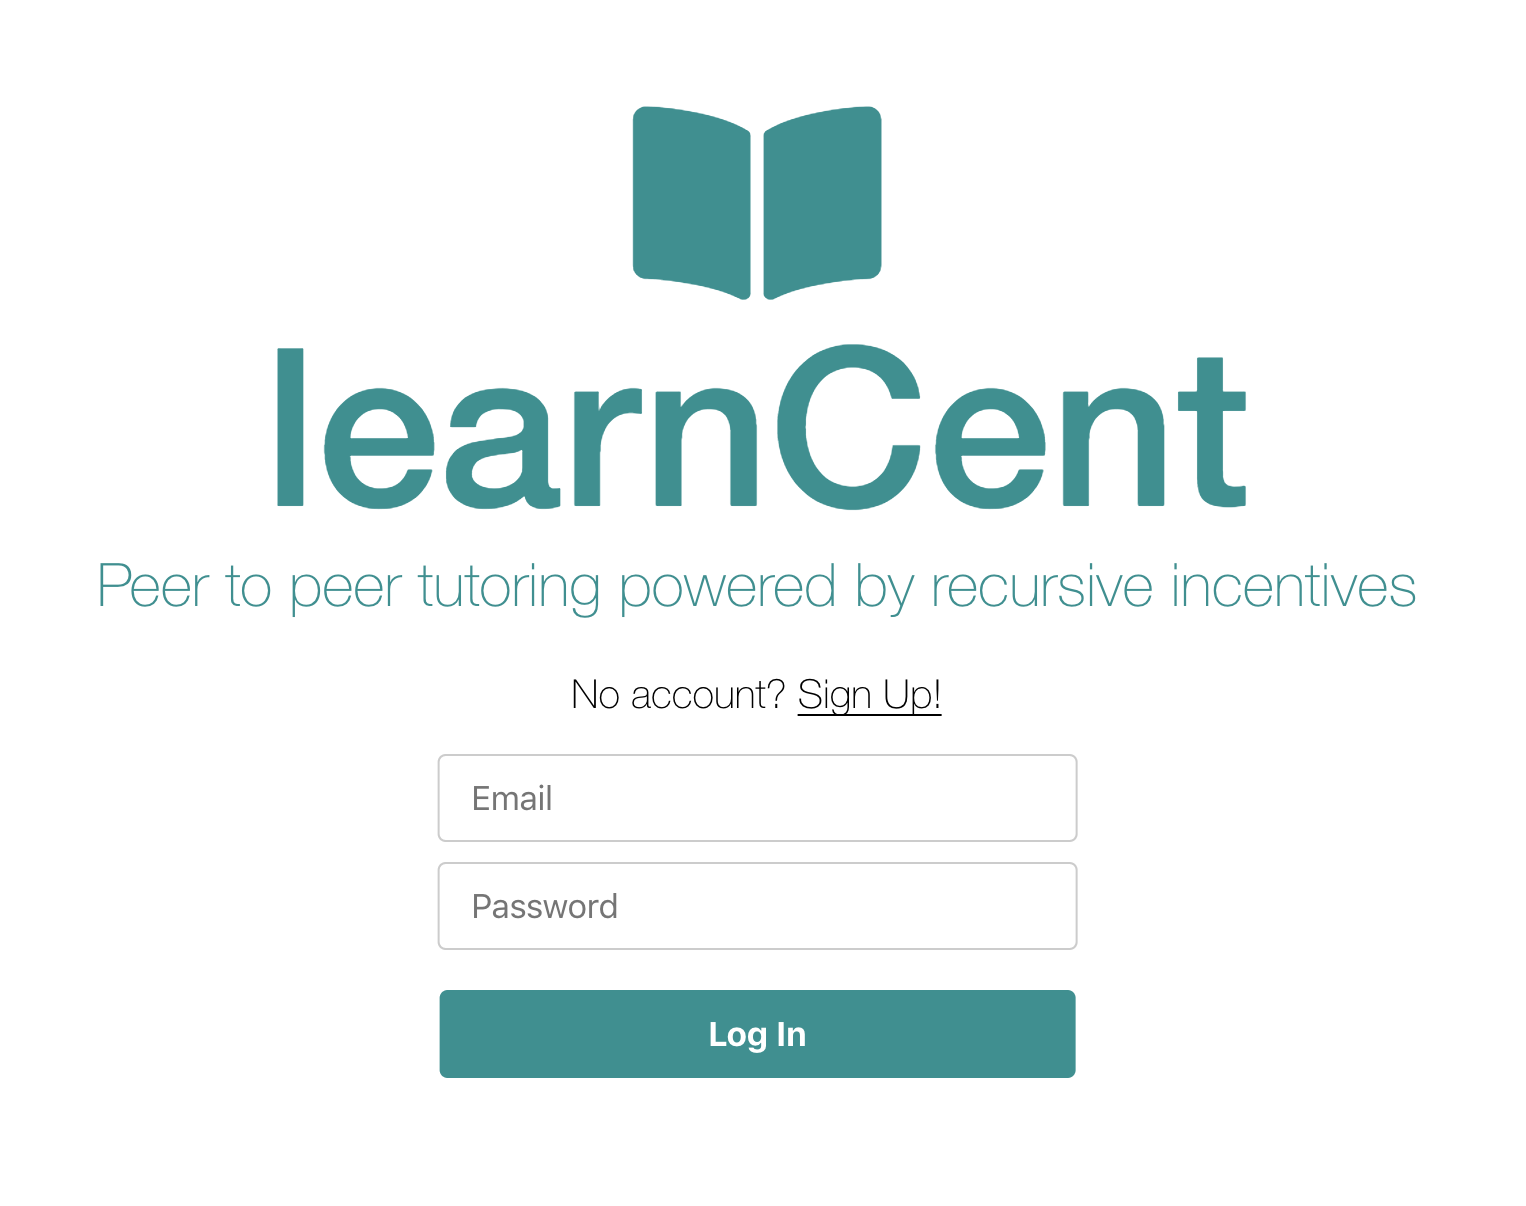 learnCent
Peer to peer tutoring powered by recursive incentives
No account? Sign Up!
Email
Password
Log In